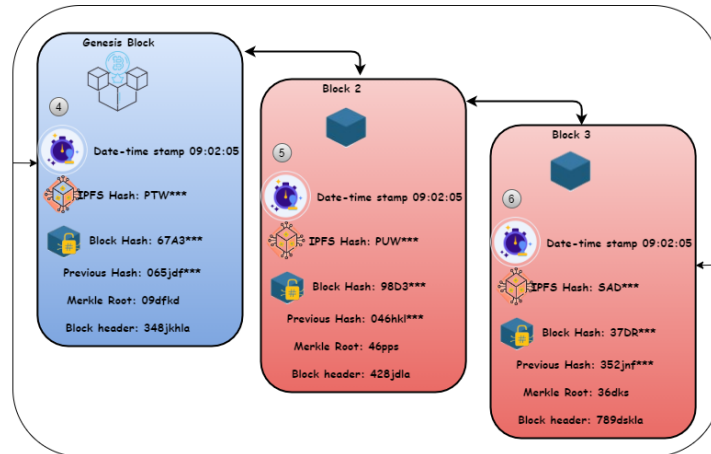 Genesis Block
4
Date-time stamp 09:02:05
IPFS Hash: PTW***
Block Hash: 67A3***
Previous Hash: 065jdf***
Merkle Root: 09dfkd
Block header: 348jkhla
Block 2
5
Date-time stamp 09:02:05
IPFS Hash: PUW***
Block Hash: 98D3***
Previous Hash: 046hkl***
Merkle Root: 46pps
Block header: 428jdla
Block 3
6
Date-time stamp 09:02:05
IPFS Hash: SAD***
Block Hash: 37DR***
Previous Hash: 352jnf***
Merkle Root: 36dks
Block header: 789dskla